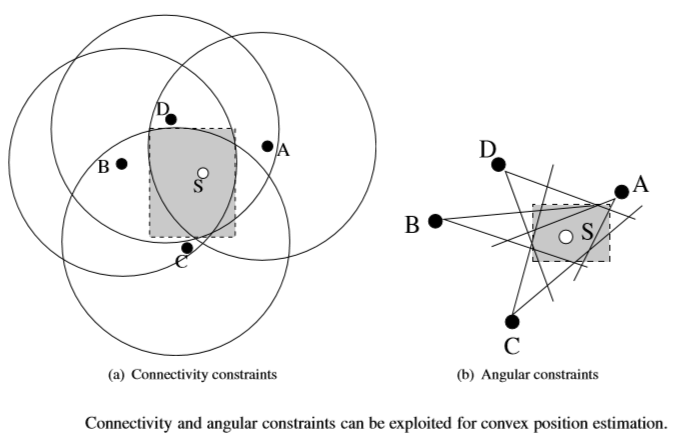 D
A
B
S
C
(a) Connectivity constraints
D
A
B
S
C
(b) Angular constraints
Connectivity and angular constraints can be exploited for convex position estimation.